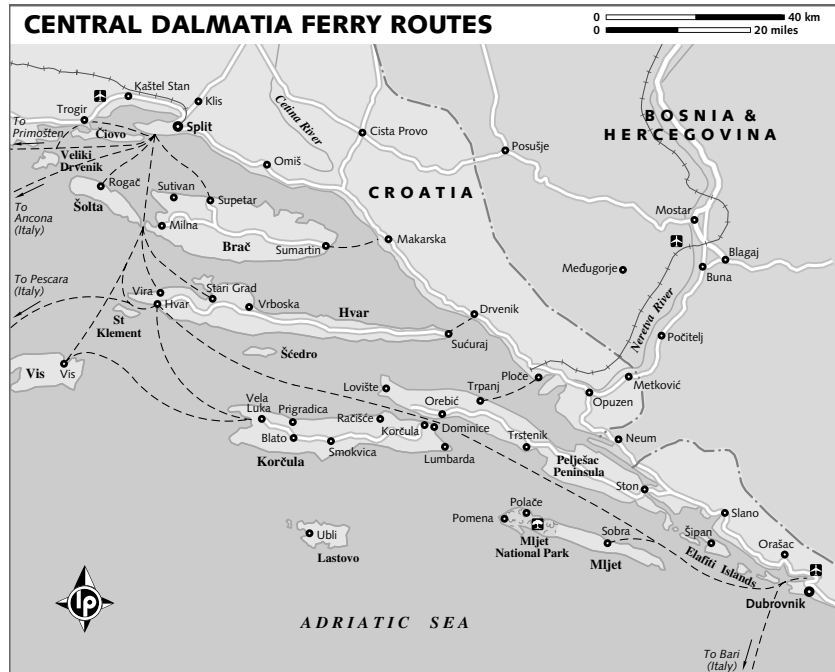 CENTRAL DALMATIA FERRY ROUTES
0 40 km
0 20 miles
Kaštel Stan
Klis
Trogir
To
Primošten
Čiovo
Split
Cetina River
Cista Provo
BOSNIA &
HERCEGOVINA
Veliki
Drvenik
Omiš
Posušje
Rogač
Sutivan
Supetar
CROATIA
Šolta
To
Ancona
(Italy)
Milna
Brač
Sumartin
Makarska
Mostar
Blagaj
Međugorje
Buna
To Pescara
(Italy)
Vira
Stari Grad
Hvar
Vrboska
Hvar
Drvenik
Neretva River
St
Klement
Sućuraj
Počitelj
Šćedro
Vis
Vis
Lovište
Trpanj
Ploče
Metković
Opuzen
Vela
Luka
Prigradica
Račišće
Orebić
Korčula
Dominice
Blato
Smokvica
Lumbarda
Korčula
Trstenik
Neum
Pelješac
Peninsula
Ston
Polače
Slano
Pomena
Sobra
Šipan
Ubli
Mljet
National Park
Orašac
Lastovo
Mljet
Elafiti Islands
Dubrovnik
lp
ADRIATIC SEA
To Bari
(Italy)